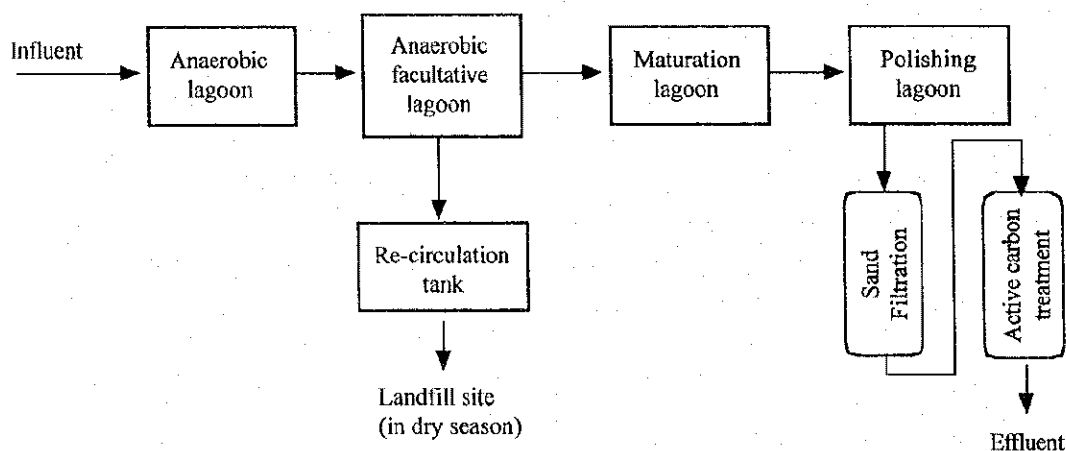 Influent
Anaerobic
lagoon
Anaerobic
facultative
lagoon
Maturation
lagoon
Polishing
lagoon
Re-circulation
tank
Sand
Filtration
Active carbon
treatment
Landfill site
(in dry season)
Effluent